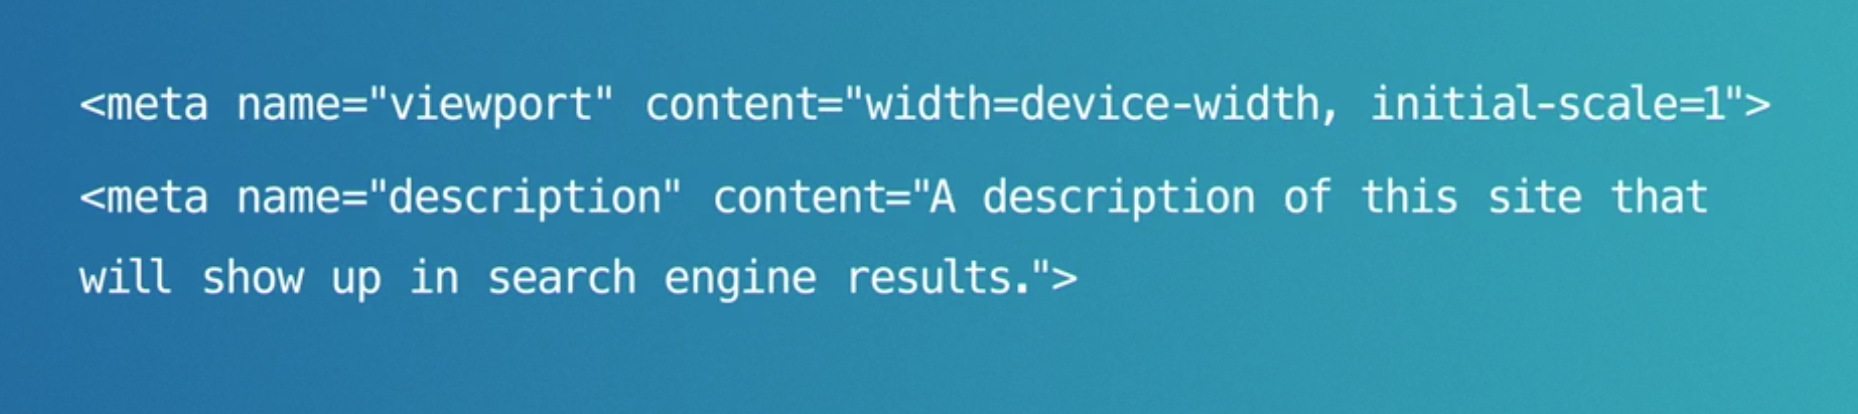 <meta name="viewport" content="width=device-width, initial-scale=1">
<meta name="description" content="A description of this site that
will show up in search engine results.">